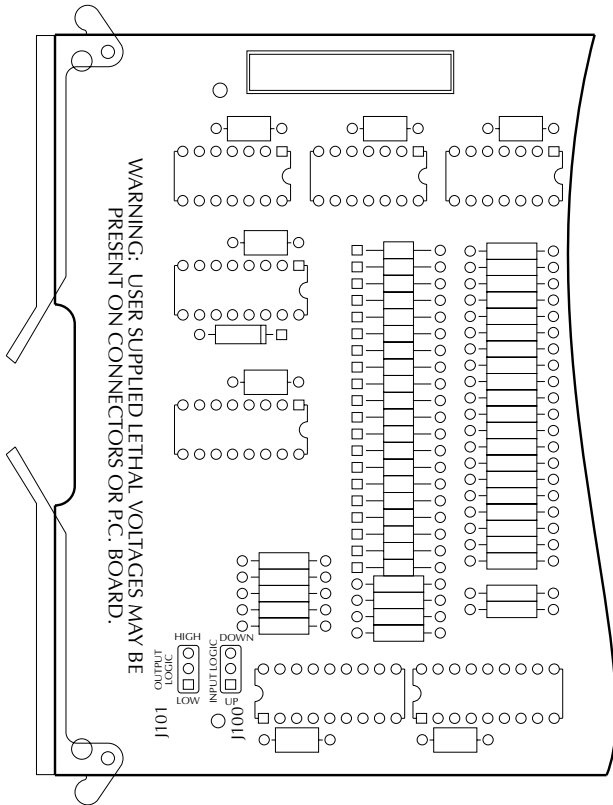 WARNING: USER SUPPLIED LETHAL VOLTAGES MAY BE
PRESENT ON CONNECTORS OR P.C. BOARD.
HIGH
OUTPUT
LOGIC
LOW
J101
DOWN
INPUT LOGIC
UP
J100